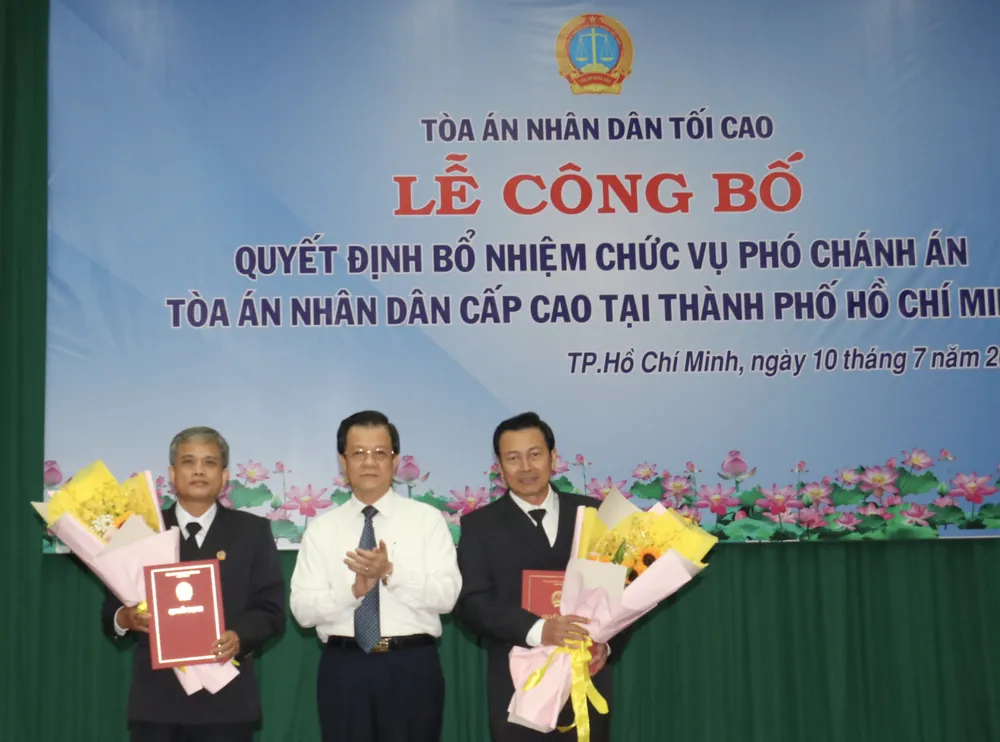 TÒA ÁN NHÂN DÂN TỐI CAO
LỄ CÔNG BỐ
QUYẾT ĐỊNH BỔ NHIỆM CHỨC VỤ PHÓ CHÁNH ÁN
TÒA ÁN NHÂN DÂN CẤP CAO TẠI THÀNH PHỐ HỒ CHÍ
TP.Hồ Chí Minh, ngày 10 tháng 7 năm
QUYẾT ĐỊNH